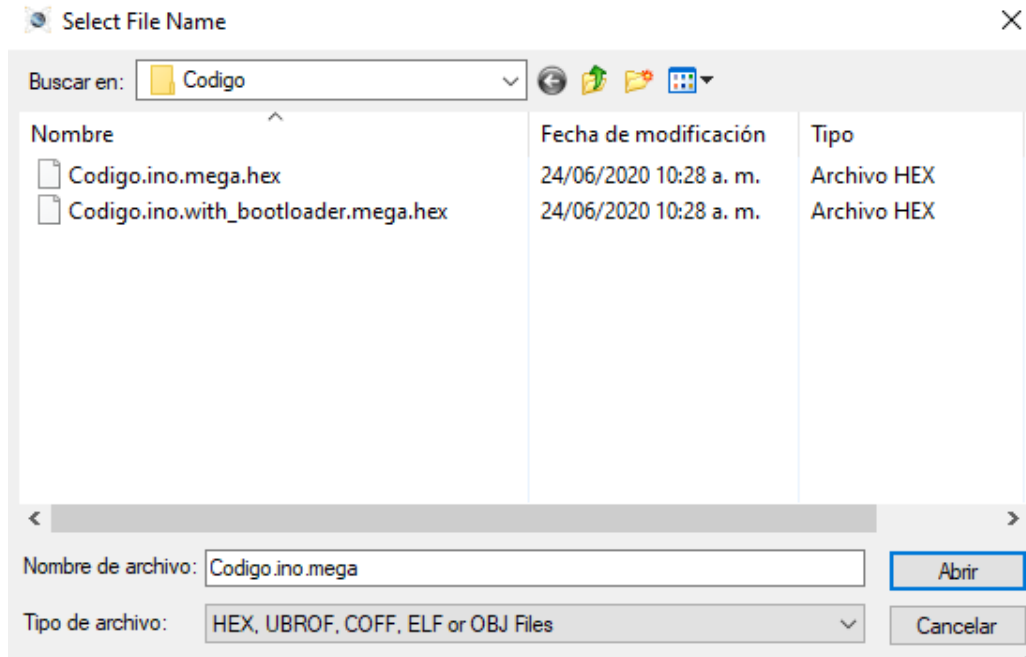 Select File Name
Buscar en: Codigo
Nombre Fecha de modificación Tipo
Codigo.ino.mega.hex 24/06/2020 10:28 a. m. Archivo HEX
Codigo.ino.with_bootloader.mega.hex 24/06/2020 10:28 a. m. Archivo HEX
Nombre de archivo: Codigo.ino.mega Abrir
Tipo de archivo: HEX, UBROF, COFF, ELF or OBJ Files Cancelar